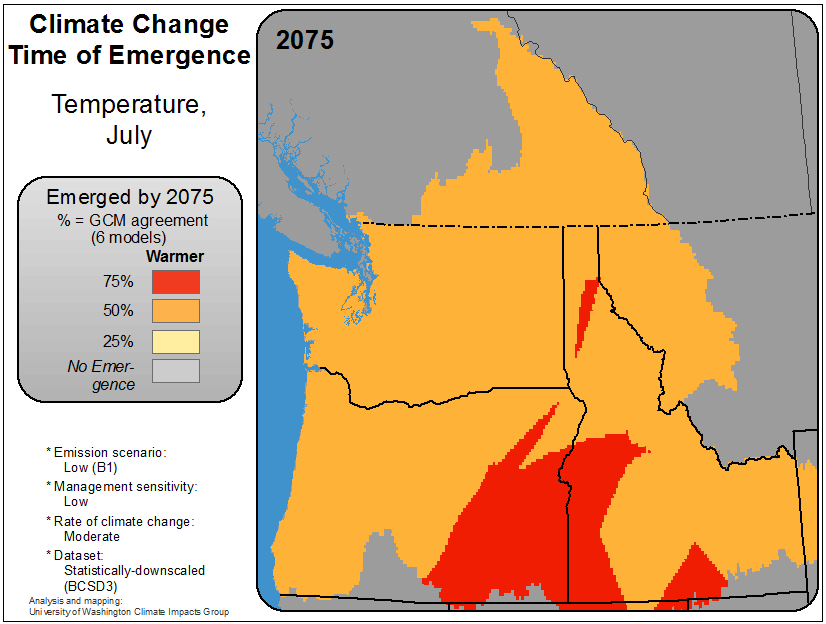 Climate Change
Time of Emergence
Temperature,
July
2075
Emerged by 2075
% = GCM agreement
(6 models)
Warmer
75%
50%
25%
No Emer-
gence
* Emission scenario:
Low (B1)
* Management sensitivity:
Low
* Rate of climate change:
Moderate
* Dataset:
Statistically-downscaled
(BCSD3)
Analysis and mapping:
University of Washington Climate Impacts Group